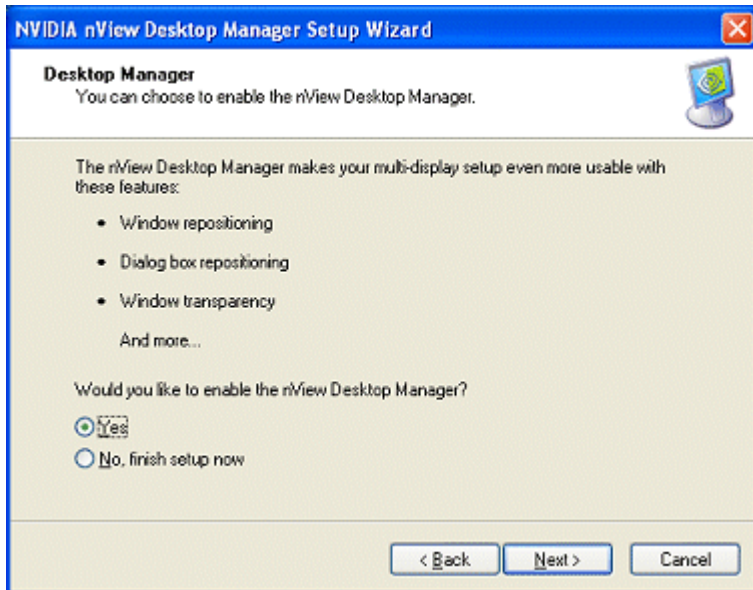 NVIDIA nView Desktop Manager Setup Wizard
Desktop Manager
You can choose to enable the nView Desktop Manager.
The nView Desktop Manager makes your multi-display setup even more usable with
these features:
• Window repositioning
• Dialog box repositioning
• Window transparency
And more...
Would you like to enable the nView Desktop Manager?
Yes
No, finish setup now
< Back Next > Cancel